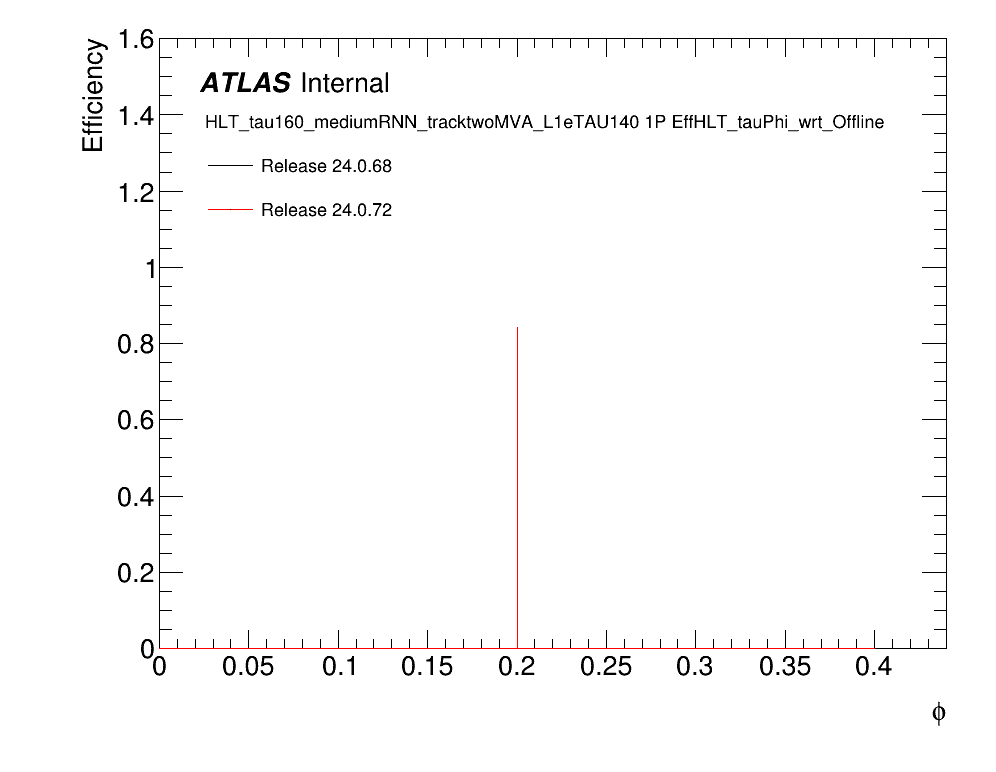 1.6
Efficiency
ATLAS Internal
1.4
HLT_tau160_mediumRNN_tracktwoMVA_L1eTAU140 1P EffHLT_tauPhi_wrt_Offline
Release 24.0.68
1.2
Release 24.0.72
1
0.8
0.6
0.4
0.2
0
0 0.05 0.1 0.15 0.2 0.25 0.3 0.35 0.4
ϕ